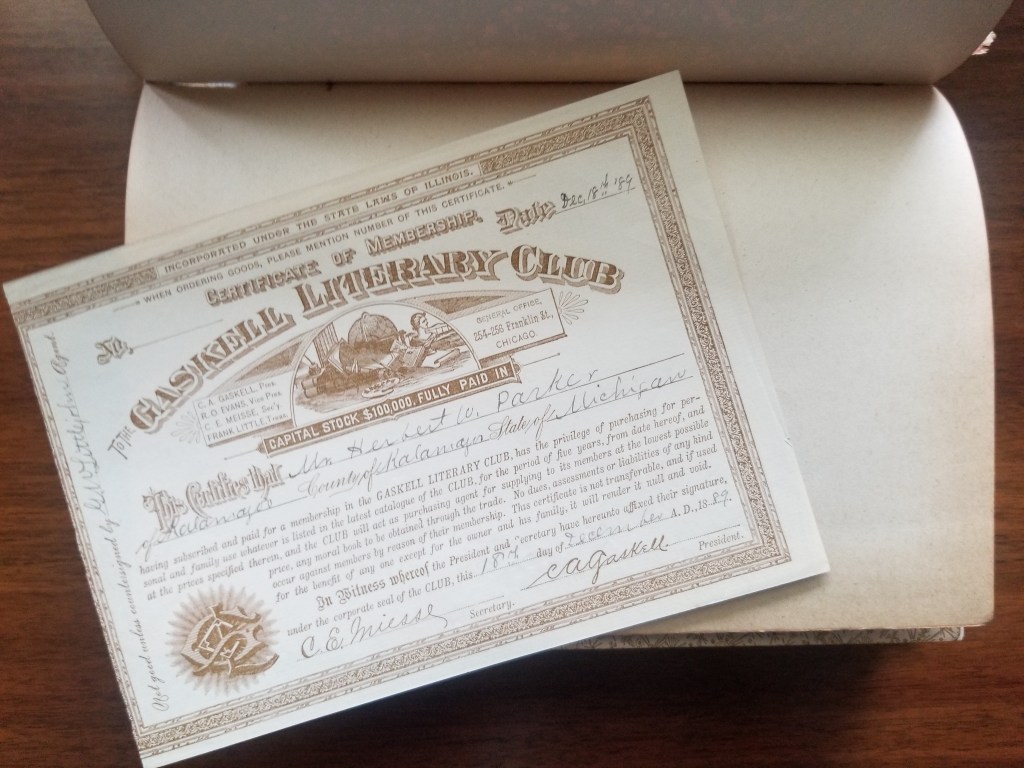 INCORPORATED UNDER THE STATE LAWS OF ILLINOIS.
WHEN ORDERING GOODS, PLEASE MENTION NUMBER OF THIS CERTIFICATE.
CERTIFICATE OF MEMBERSHIP. Date Dec, 18th '89
No.
TO THE GASKELL LITERARY CLUB
C. A. GASKELL, PRES.
R. O. EVANS, VICE PRES.
C. E. MEISSE, SEC'Y.
FRANK LITTLE, TREAS.
GENERAL OFFICE,
254-256 Franklin St.,
CHICAGO.
CAPITAL STOCK $100,000, FULLY PAID IN
This Certifies that Mr Herbert W. Parker
of Kalamazoo County of Kalamazoo State of Michigan
having subscribed and paid for a membership in the GASKELL LITERARY CLUB, has the privilege of purchasing for per-
sonal and family use whatever is listed in the latest catalogue of the CLUB, for the period of five years, from date hereof, and
at the prices specified therein, and the CLUB will act as purchasing agent for supplying to its members at the lowest possible
price, any moral book to be obtained through the trade. No dues, assessments or liabilities of any kind
occur against members by reason of their membership. This certificate is not transferable, and if used
for the benefit of any one except for the owner and his family, it will render it null and void.
In Witness whereof the President and Secretary have hereunto affixed their signature,
under the corporate seal of the CLUB, this 18th day of December A. D., 1889.
C. E. Miesse Secretary. C A Gaskell President.
Not good unless countersigned by Agent